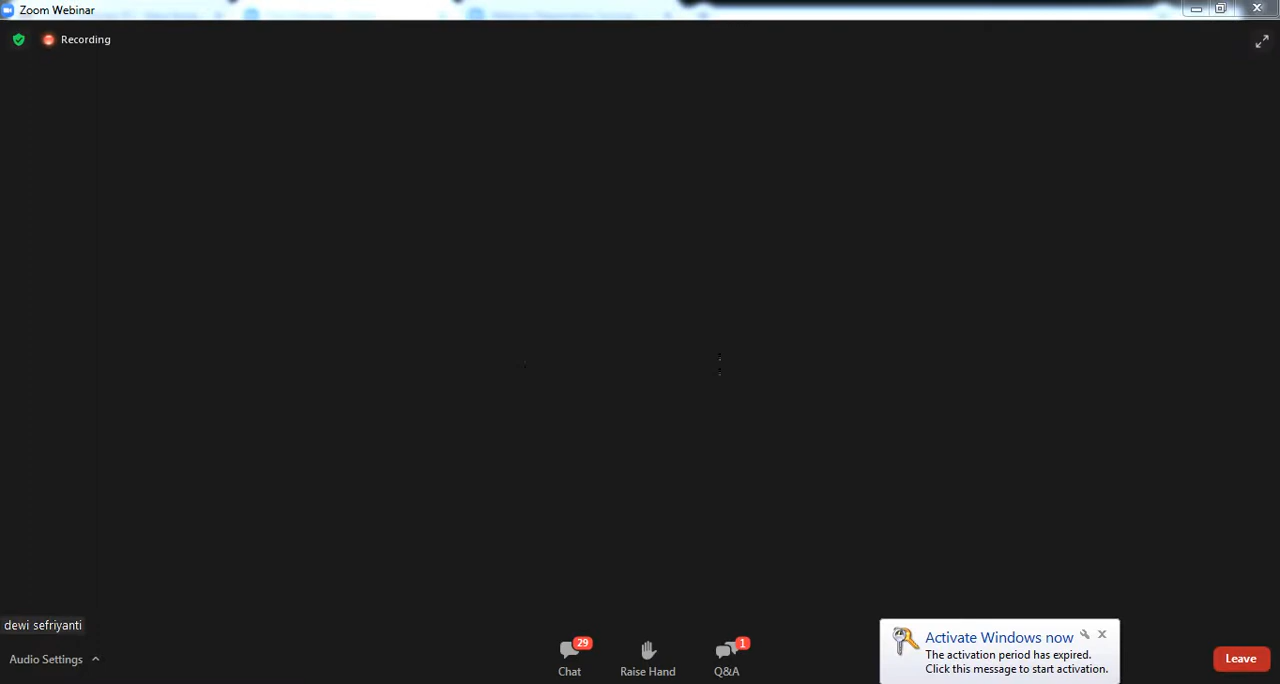 Zoom Webinar
Recording
dewi sefriyanti
Audio Settings
29
Chat
Raise Hand
1
Q&A
Activate Windows now
The activation period has expired.
Click this message to start activation.
Leave